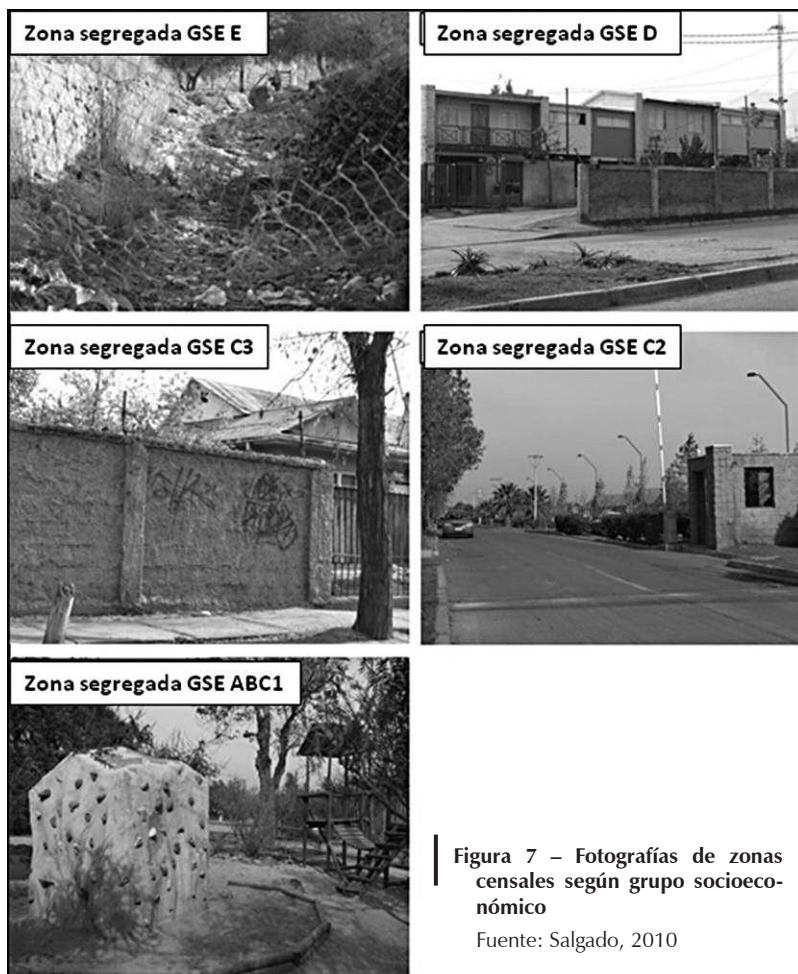 Zona segregada GSE E
Zona segregada GSE D
Zona segregada GSE C3
Zona segregada GSE C2
Zona segregada GSE ABC1
Figura 7 – Fotografías de zonas
censales según grupo socioeco-
nómico
Fuente: Salgado, 2010